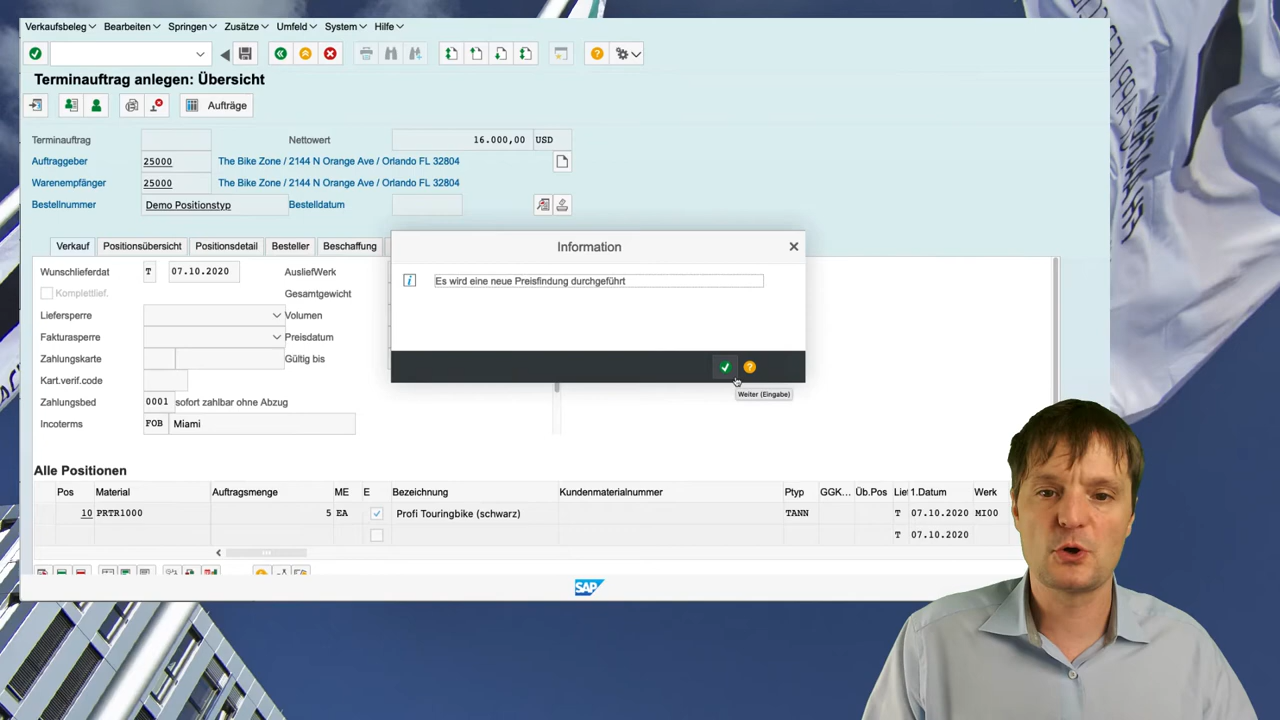 Verkaufsbeleg Bearbeiten Springen Zusätze Umfeld System Hilfe
Terminauftrag anlegen: Übersicht
Aufträge
Terminauftrag Nettowert 16.000,00 USD
Auftraggeber 25000 The Bike Zone / 2144 N Orange Ave / Orlando FL 32804
Warenempfänger 25000 The Bike Zone / 2144 N Orange Ave / Orlando FL 32804
Bestellnummer Demo Positionstyp Bestelldatum
Verkauf Positionsübersicht Positionsdetail Besteller Beschaffung
Information
Es wird eine neue Preisfindung durchgeführt
Weiter (Eingabe)
Wunschlieferdat T 07.10.2020 AusliefWerk
Komplettlief. Gesamtgewicht
Liefersperre Volumen
Fakturasperre Preisdatum
Zahlungskarte Gültig bis
Kart.verif.code
Zahlungsbed 0001 sofort zahlbar ohne Abzug
Incoterms FOB Miami
Alle Positionen
Pos Material Auftragsmenge ME E Bezeichnung Kundenmaterialnummer Ptyp GGK... Üb.Pos Lief 1.Datum Werk
10 PRTR1000 5 EA Profi Touringbike (schwarz) TANN T 07.10.2020 MI00
T 07.10.2020
SAP